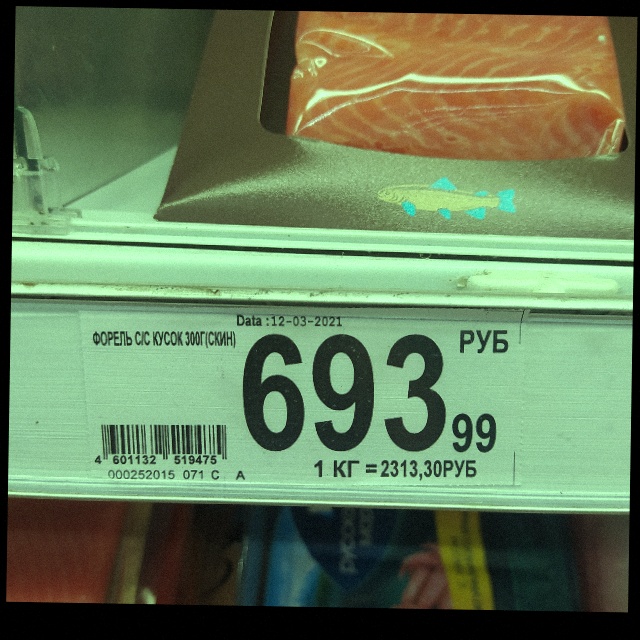 Data :12-03-2021
ФОРЕЛЬ С/С КУСОК 300Г(СКИН)
693 99 РУБ
4 601132 519475
1 КГ =2313,30РУБ
000252015 071 С А